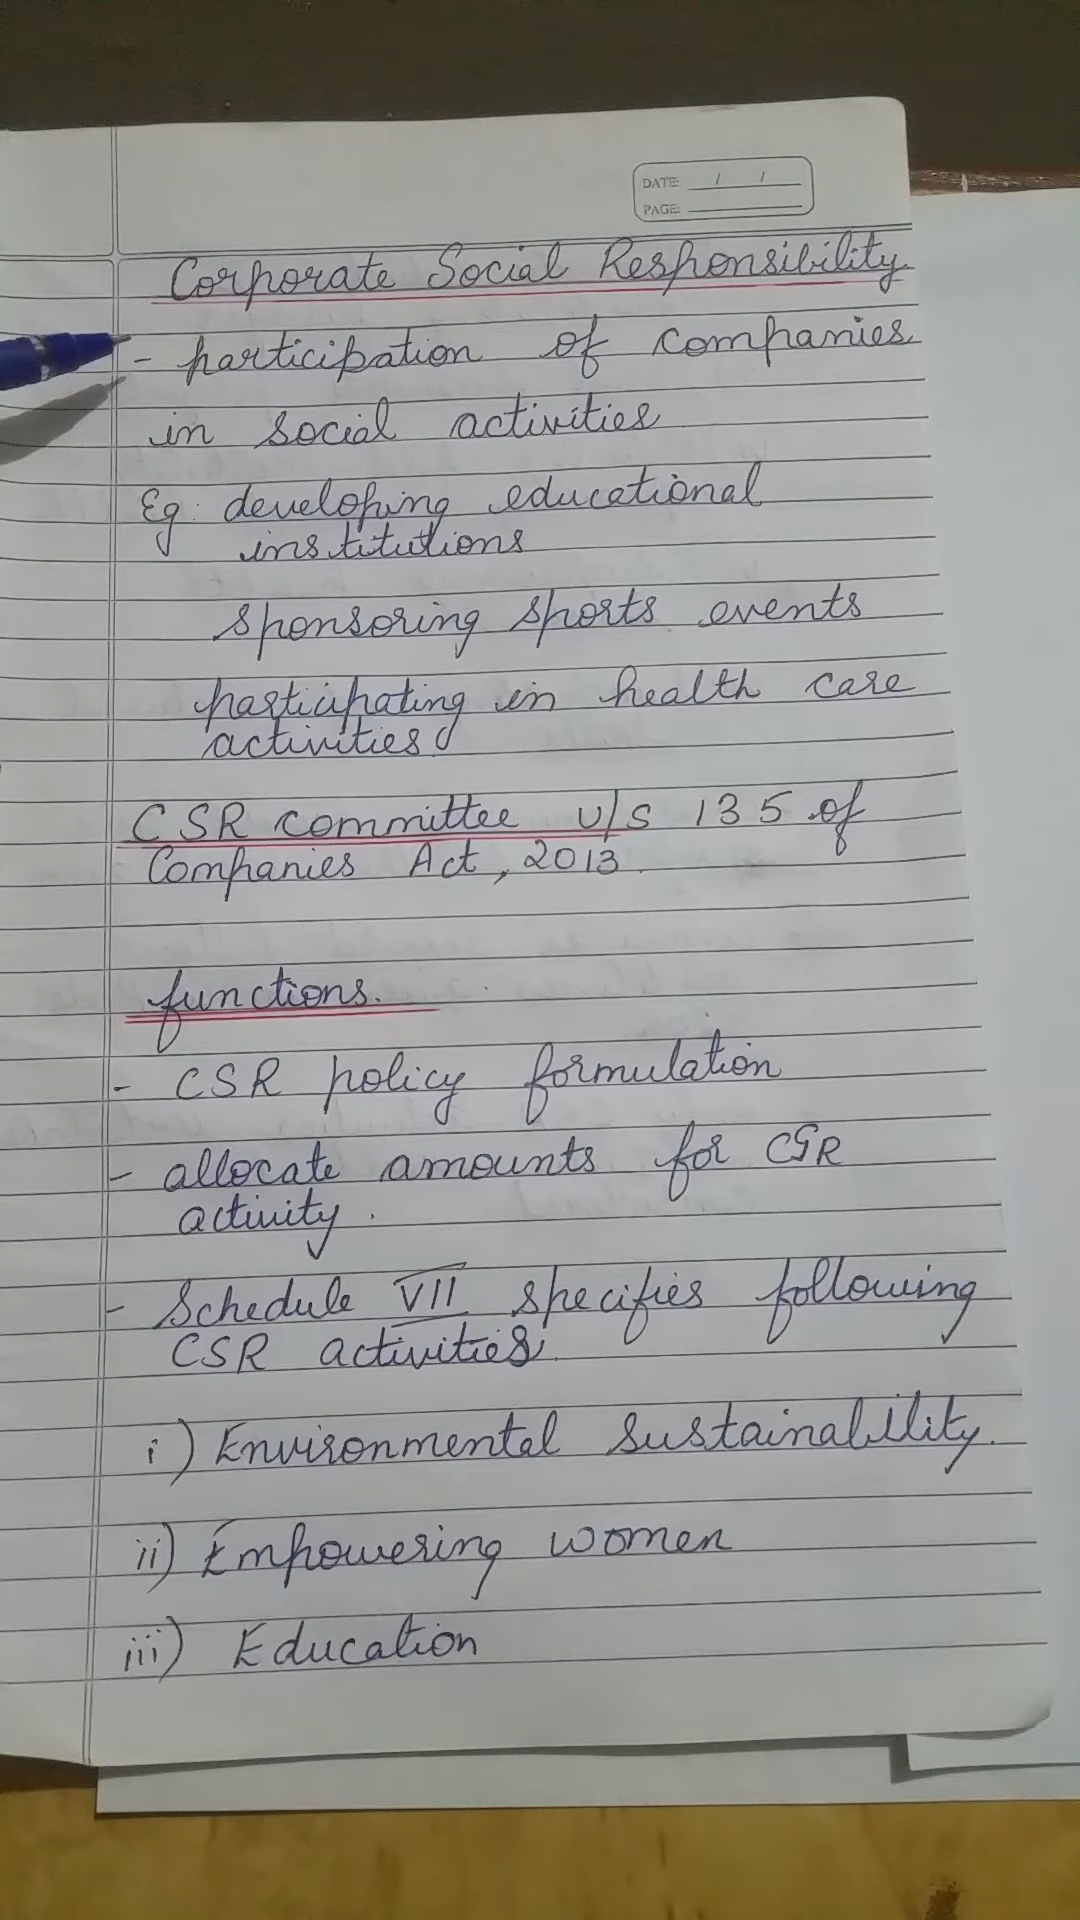 DATE: / /
PAGE:
Corporate Social Responsibility
- participation of companies
in social activities
Eg: developing educational
institutions
sponsoring sports events
participating in health care
activities
CSR committee u/s 135 of
Companies Act, 2013.
functions.
- CSR policy formulation
- allocate amounts for CSR
activity.
- Schedule VII specifies following
CSR activities.
i) Environmental Sustainability.
ii) Empowering women
iii) Education